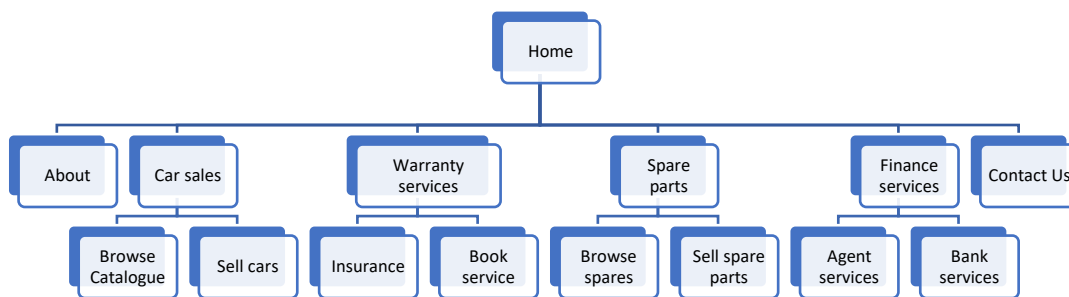 Home
About
Car sales
Warranty
services
Spare
parts
Finance
services
Contact Us
Browse
Catalogue
Sell cars
Insurance
Book
service
Browse
spares
Sell spare
parts
Agent
services
Bank
services